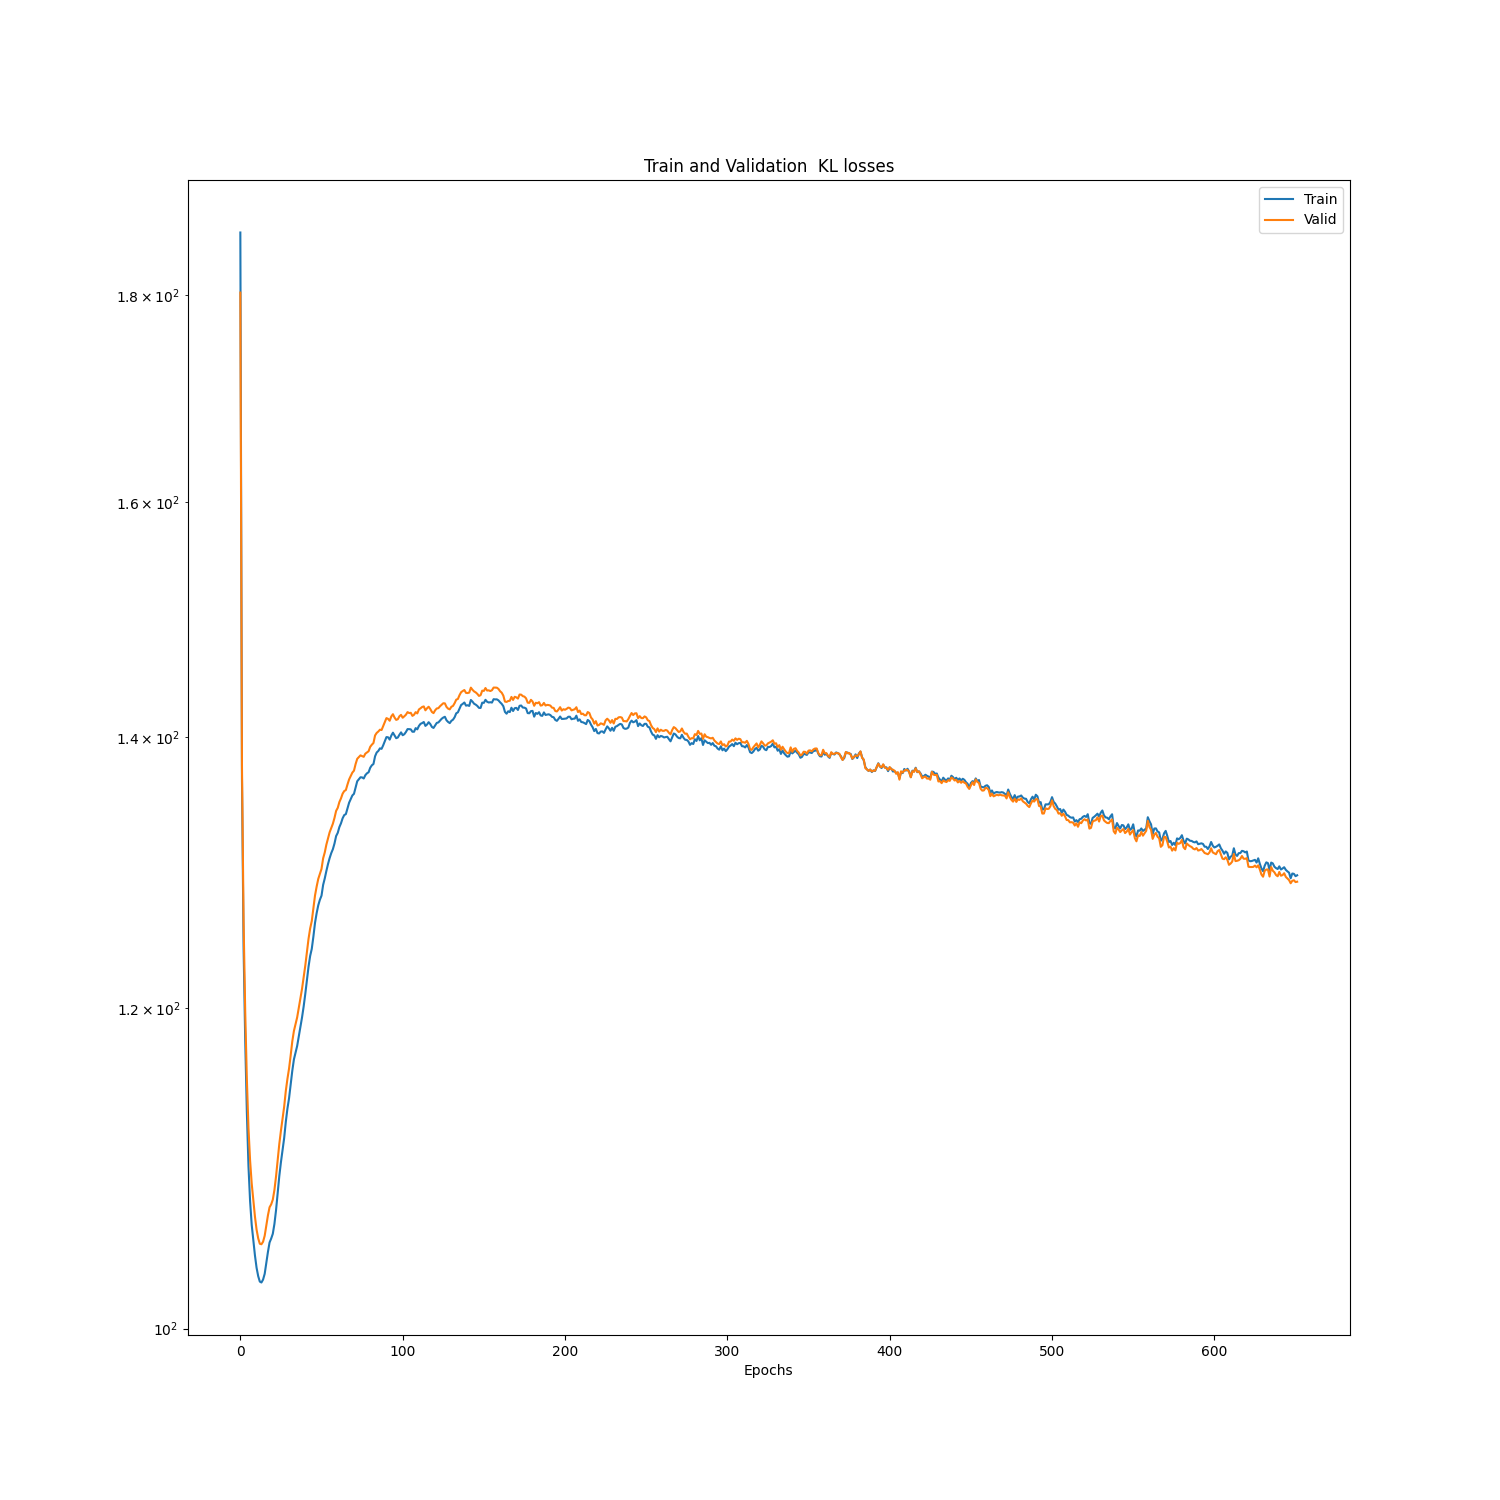 Train and Validation  KL losses
Train
Valid
1.8 × 10²
1.6 × 10²
1.4 × 10²
1.2 × 10²
10²
0 100 200 300 400 500 600
Epochs